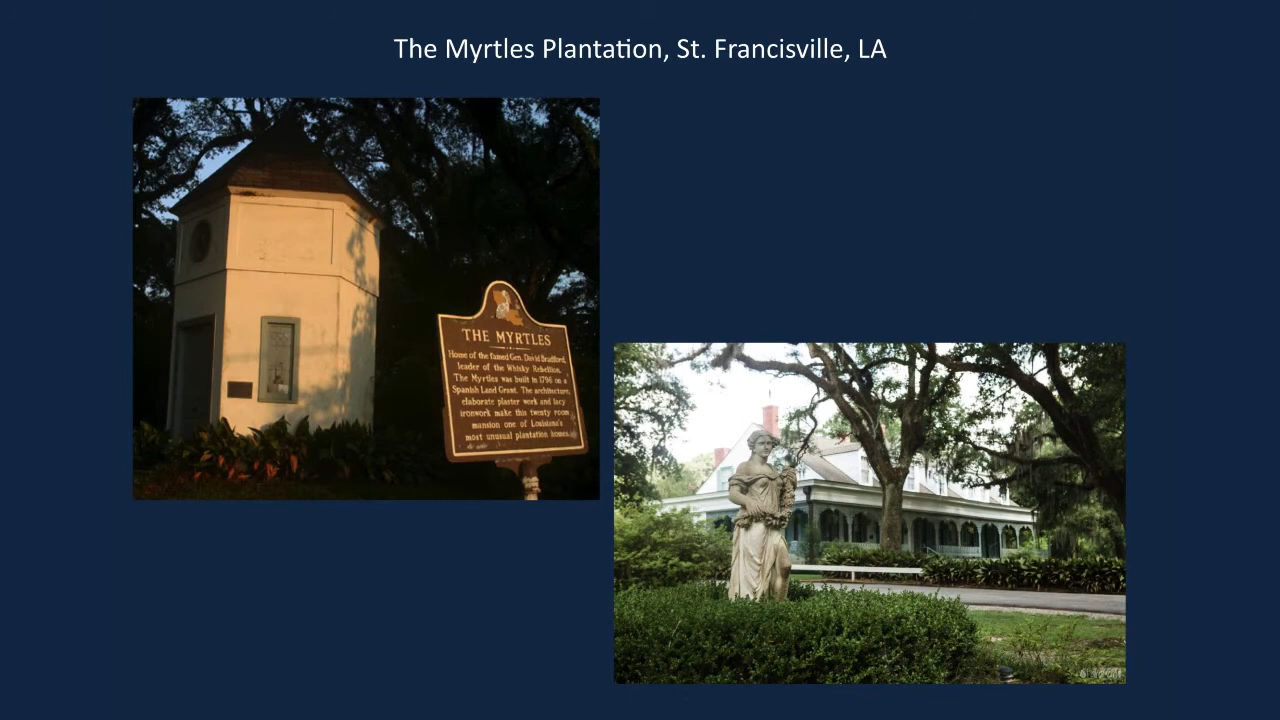 The Myrtles Plantation, St. Francisville, LA
THE MYRTLES
Home of the famed Gen. David Bradford,
leader of the Whisky Rebellion.
The Myrtles was built in 1796 on a
Spanish Land Grant. The architecture,
elaborate plaster work and lacy
ironwork make this twenty room
mansion one of Louisiana's
most unusual plantation homes.